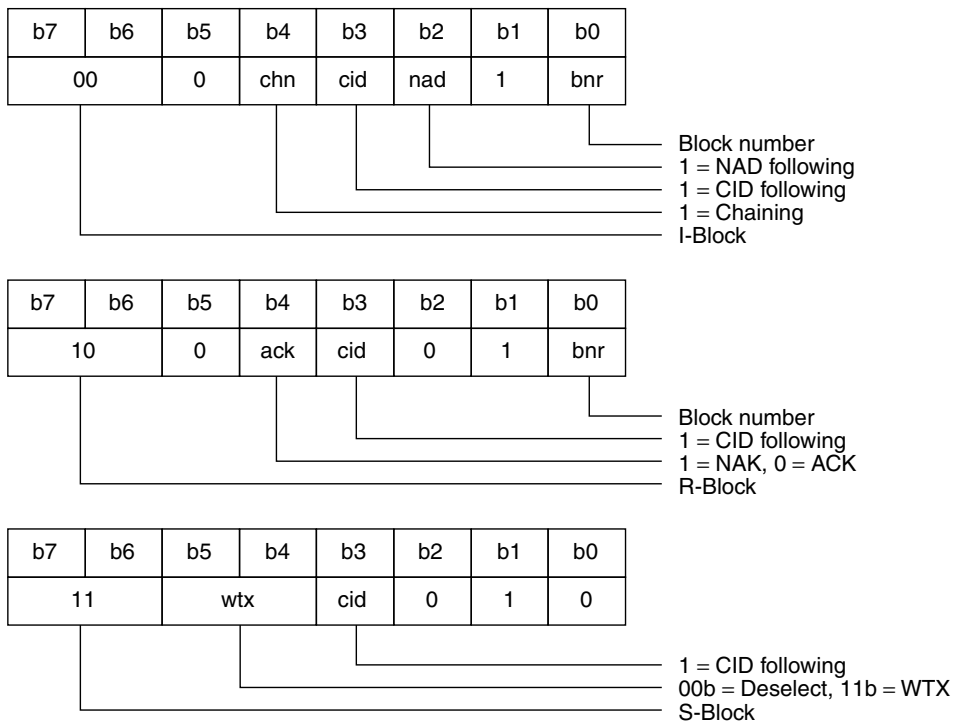 b7 b6 b5 b4 b3 b2 b1 b0
00 0 chn cid nad 1 bnr
Block number
1 = NAD following
1 = CID following
1 = Chaining
I-Block
b7 b6 b5 b4 b3 b2 b1 b0
10 0 ack cid 0 1 bnr
Block number
1 = CID following
1 = NAK, 0 = ACK
R-Block
b7 b6 b5 b4 b3 b2 b1 b0
11 wtx cid 0 1 0
1 = CID following
00b = Deselect, 11b = WTX
S-Block